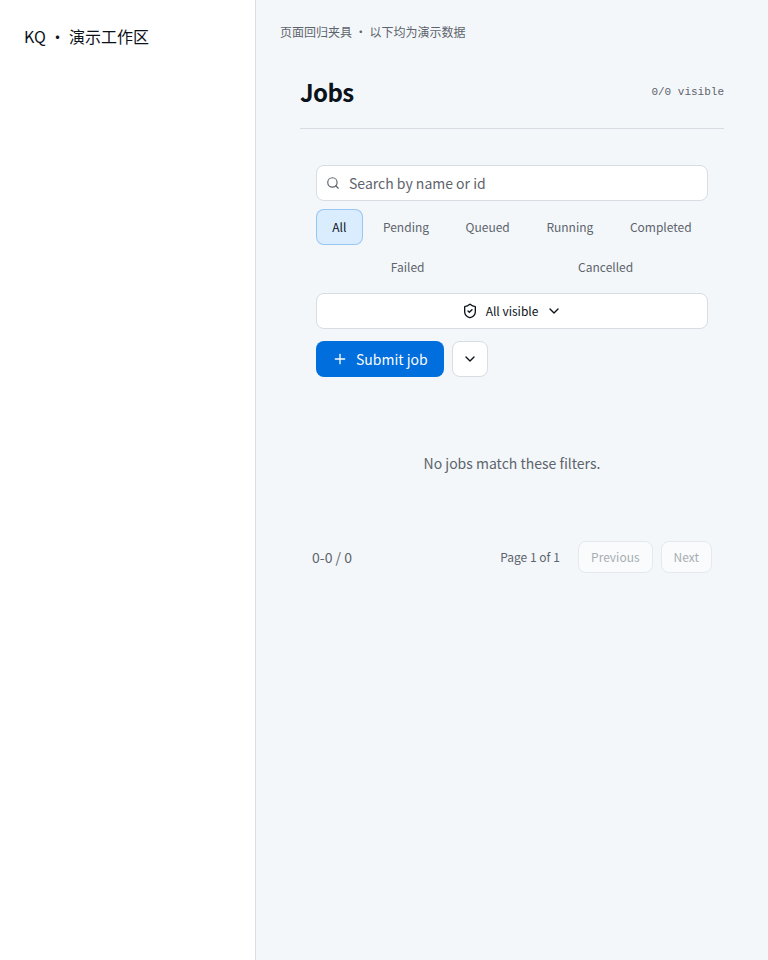 KQ · 演示工作区
页面回归夹具 · 以下均为演示数据
Jobs
0/0 visible
Search by name or id
All Pending Queued Running Completed
Failed Cancelled
All visible
Submit job
No jobs match these filters.
0-0 / 0 Page 1 of 1 Previous Next